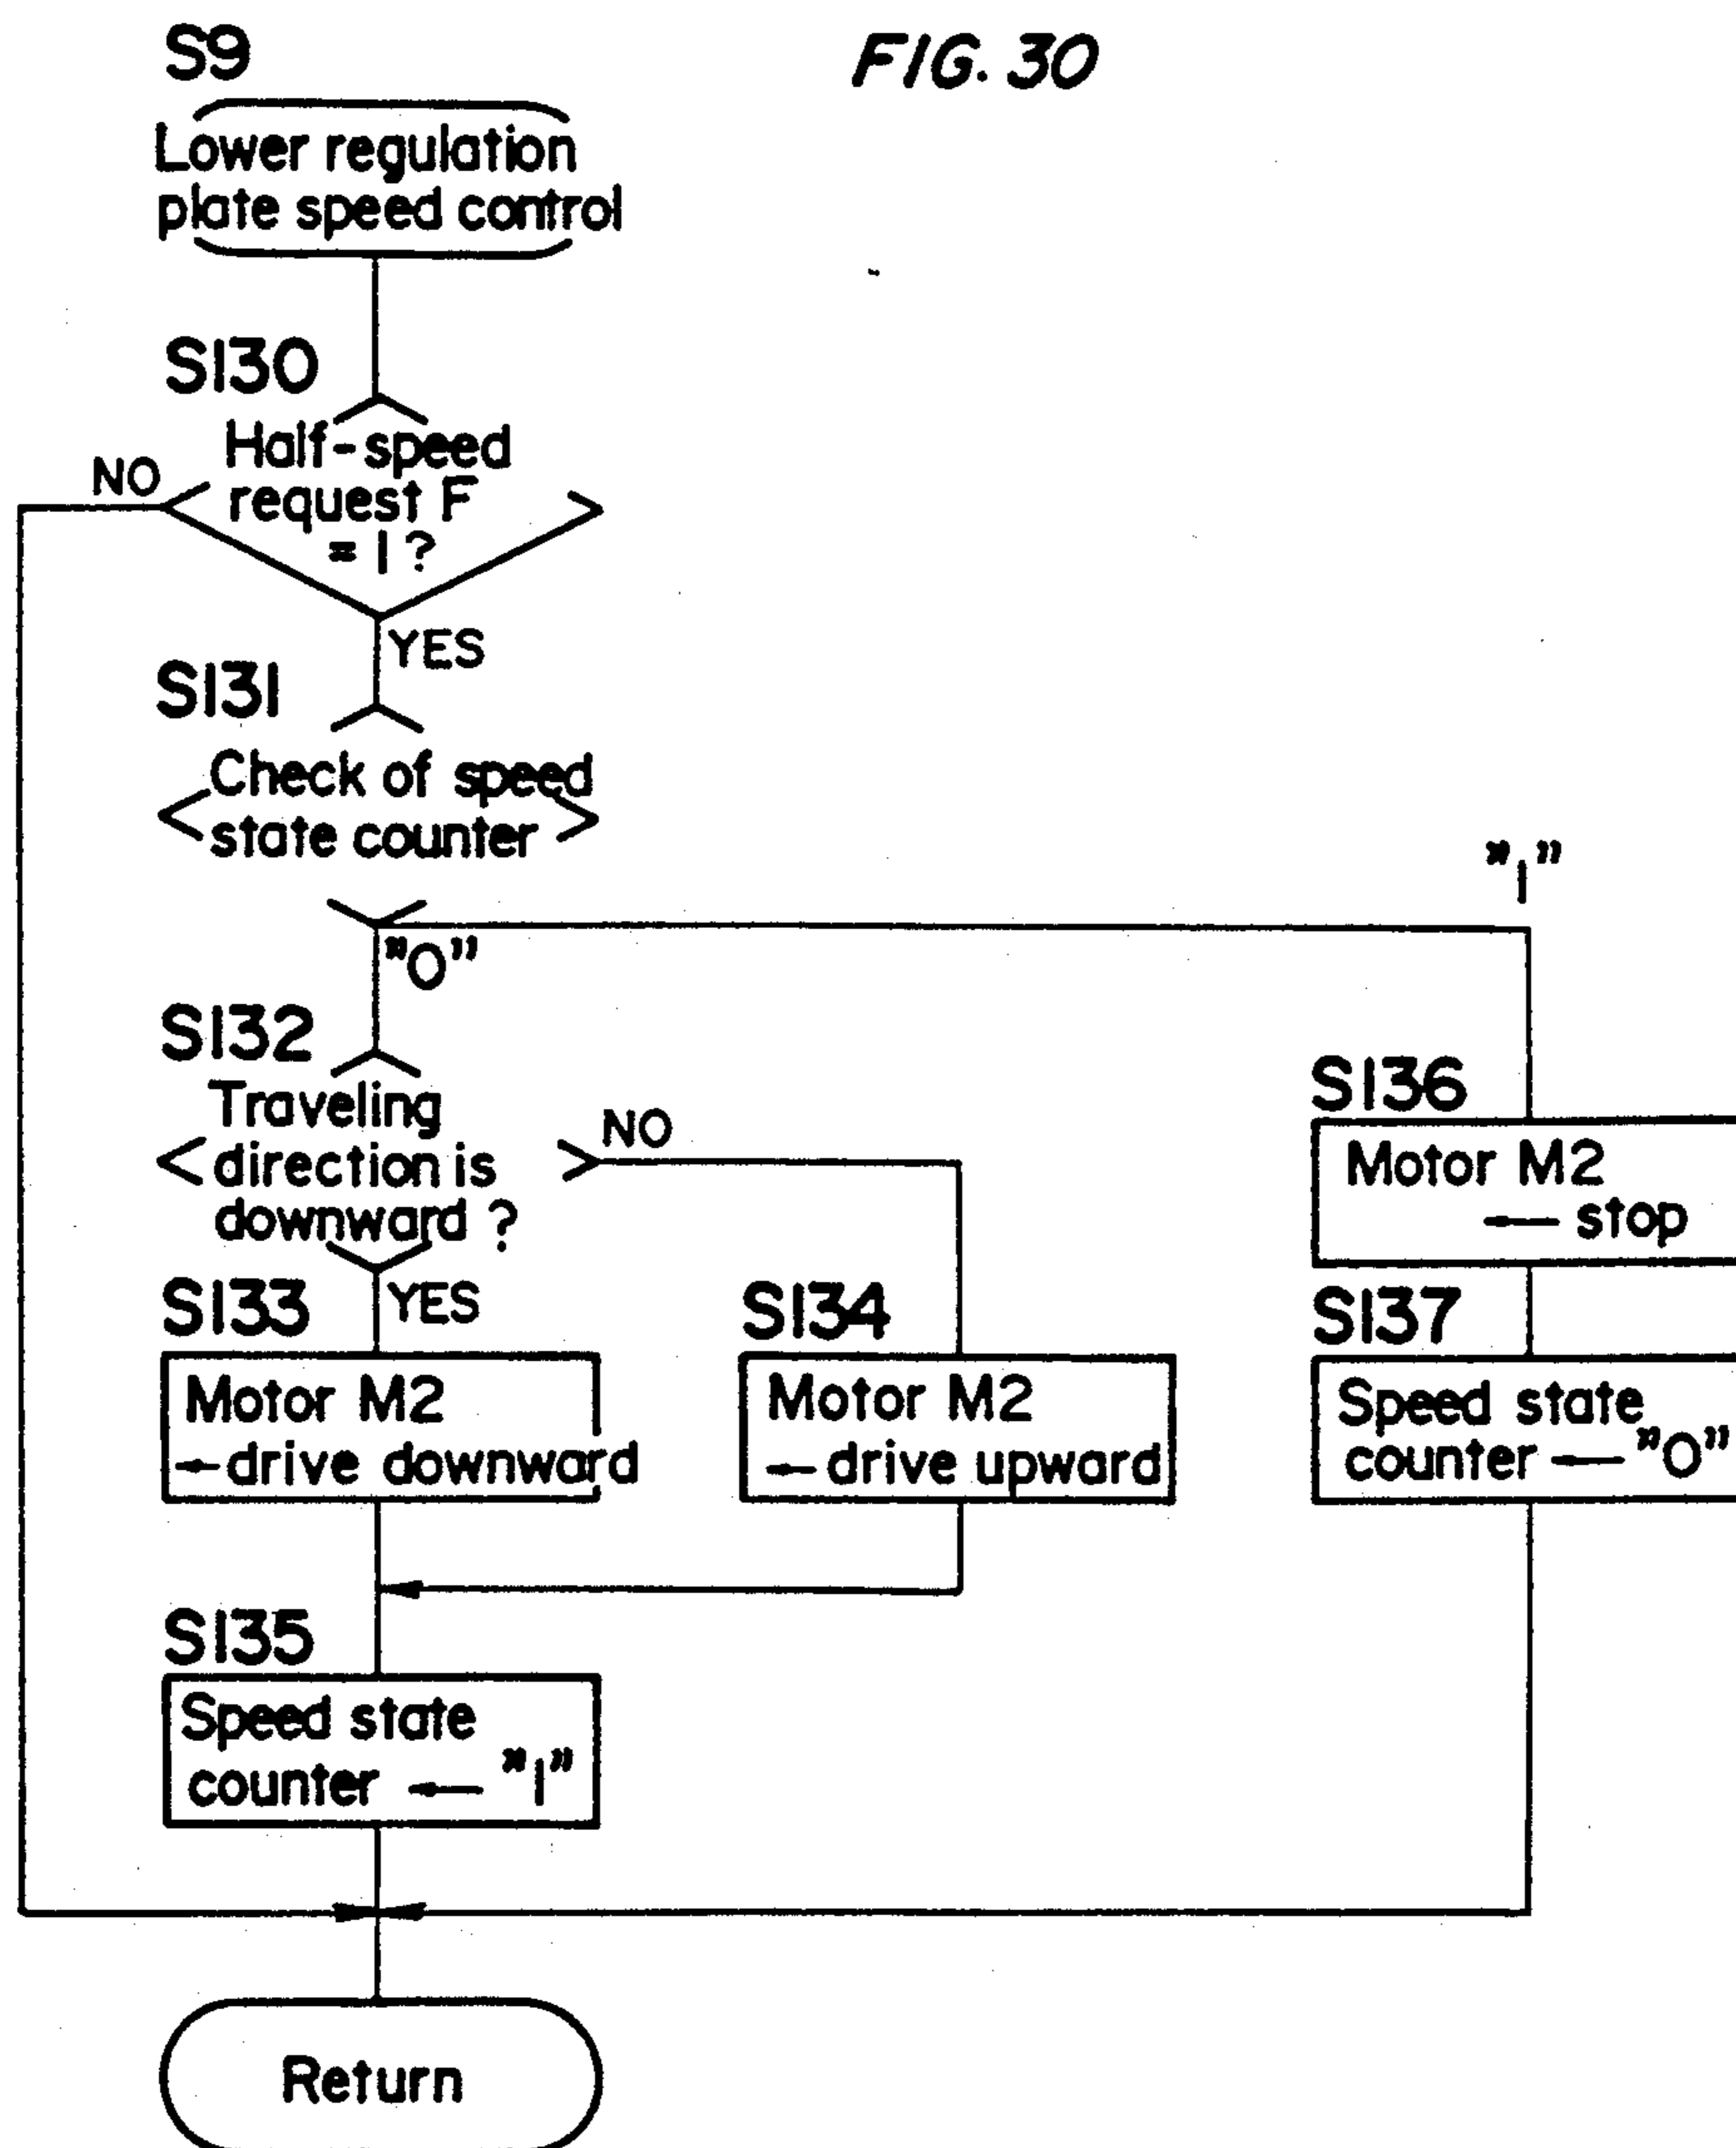 S9
FIG. 30
Lower regulation
plate speed control
S130
Half-speed
request F
= 1 ?
NO
YES
S131
Check of speed
state counter
"1"
"0"
S132
Traveling
direction is
downward ?
NO
YES
S133
Motor M2
← drive downward
S134
Motor M2
← drive upward
S136
Motor M2
← stop
S137
Speed state
counter ← "0"
S135
Speed state
counter ← "1"
Return